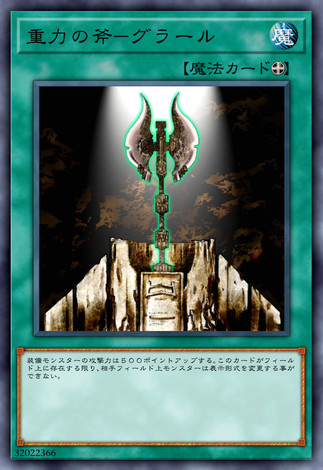 重力の斧−グラール
魔
【魔法カード】
装備モンスターの攻撃力は５００ポイントアップする。このカードがフィール
ド上に存在する限り、相手フィールド上モンスターは表示形式を変更する事が
できない。
32022366